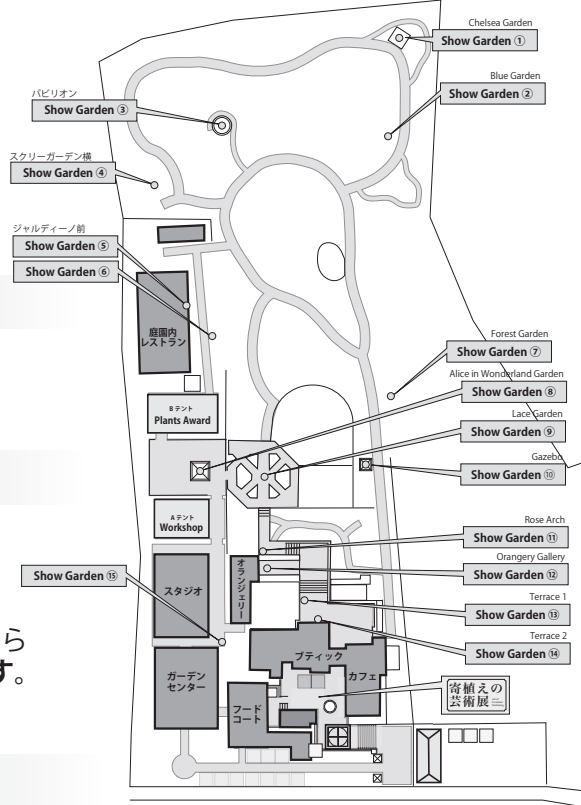 Chelsea Garden
Show Garden ①
Blue Garden
Show Garden ②
パビリオン
Show Garden ③
スクリーガーデン横
Show Garden ④
ジャルディーノ前
Show Garden ⑤
Show Garden ⑥
庭園内
レストラン
Forest Garden
Show Garden ⑦
Alice in Wonderland Garden
Show Garden ⑧
B テント
Plants Award
Lace Garden
Show Garden ⑨
Gazebo
Show Garden ⑩
A テント
Workshop
Rose Arch
Show Garden ⑪
Orangery Gallery
Show Garden ⑫
Show Garden ⑮
スタジオ
オランジェリー
Terrace 1
Show Garden ⑬
Terrace 2
Show Garden ⑭
ら
す。
ブティック
カフェ
ガーデン
センター
寄植えの
芸術展
フード
コート